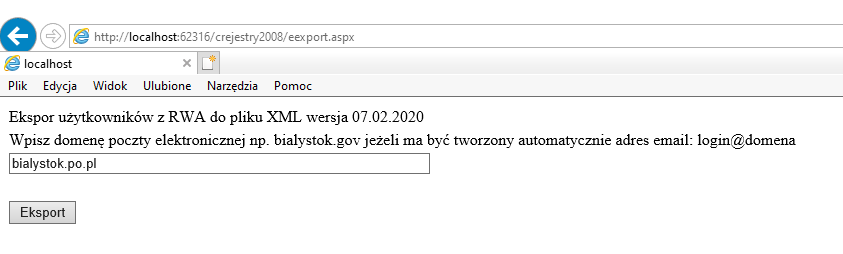 http://localhost:62316/crejestry2008/eexport.aspx
localhost
Plik Edycja Widok Ulubione Narzędzia Pomoc
Ekspor użytkowników z RWA do pliku XML wersja 07.02.2020
Wpisz domenę poczty elektronicznej np. bialystok.gov jeżeli ma być tworzony automatycznie adres email: login@domena
bialystok.po.pl
Eksport